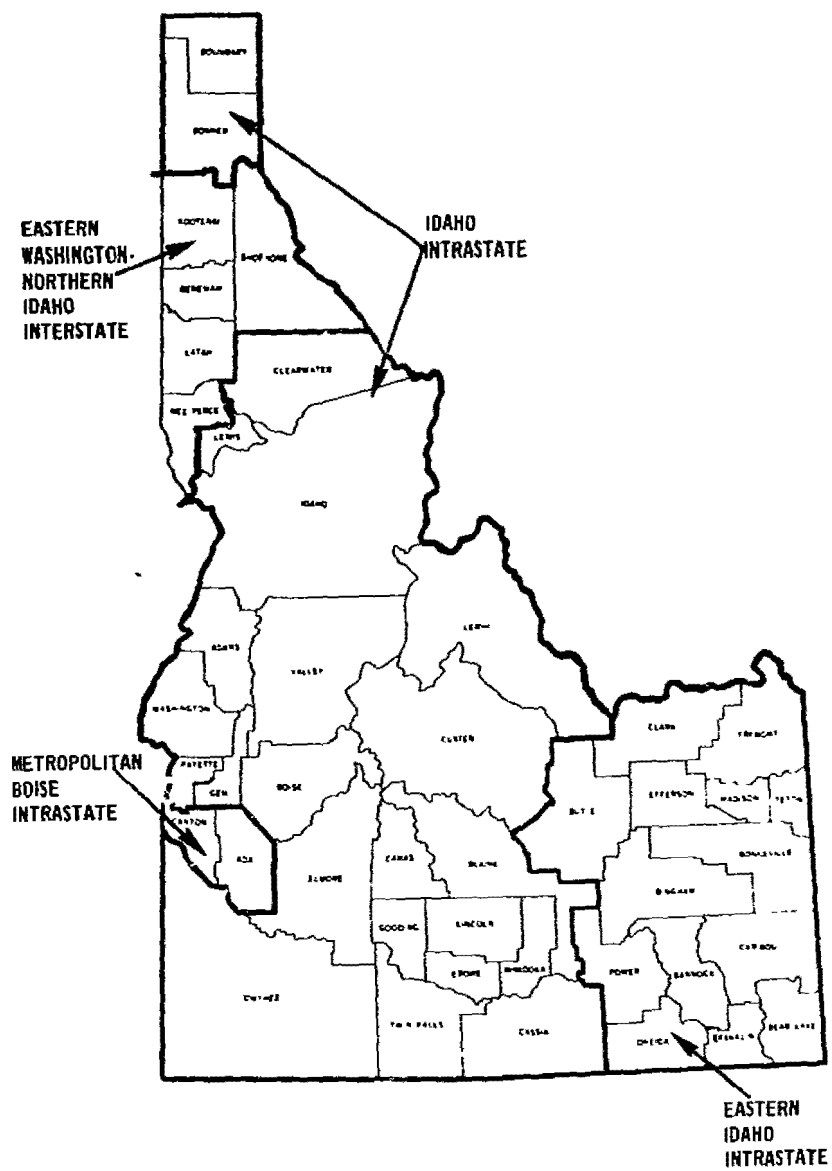 BOUNDARY
BONNER
KOOTENAI
SHOSHONE
BENEWAH
LATAH
CLEARWATER
NEZ PERCE
LEWIS
IDAHO
EASTERN
WASHINGTON-
NORTHERN
IDAHO
INTERSTATE
IDAHO
INTRASTATE
LEMHI
ADAMS
VALLEY
WASHINGTON
CUSTER
CLARK
FREMONT
METROPOLITAN
BOISE
INTRASTATE
PAYETTE
GEM
BOISE
BUTTE
EFFERSON
MADISON
TETON
CANYON
ADA
ELMORE
CAMAS
BLAINE
BONNEVILLE
BINGHAM
GOODING
LINCOLN
CARIBOU
POWER
BANNOCK
MINIDOKA
OWYHEE
TWIN FALLS
CASSIA
ONEIDA
FRANKLIN
BEAR LAKE
EASTERN
IDAHO
INTRASTATE